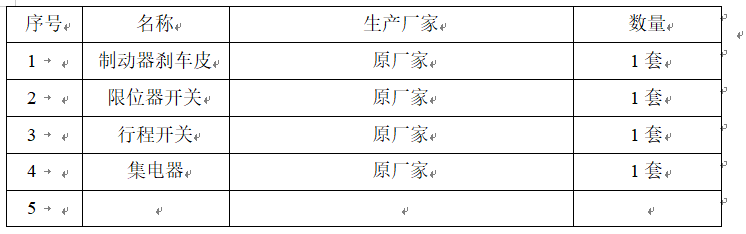 序号 名称 生产厂家 数量
1 制动器刹车皮 原厂家 1 套
2 限位器开关 原厂家 1 套
3 行程开关 原厂家 1 套
4 集电器 原厂家 1 套
5